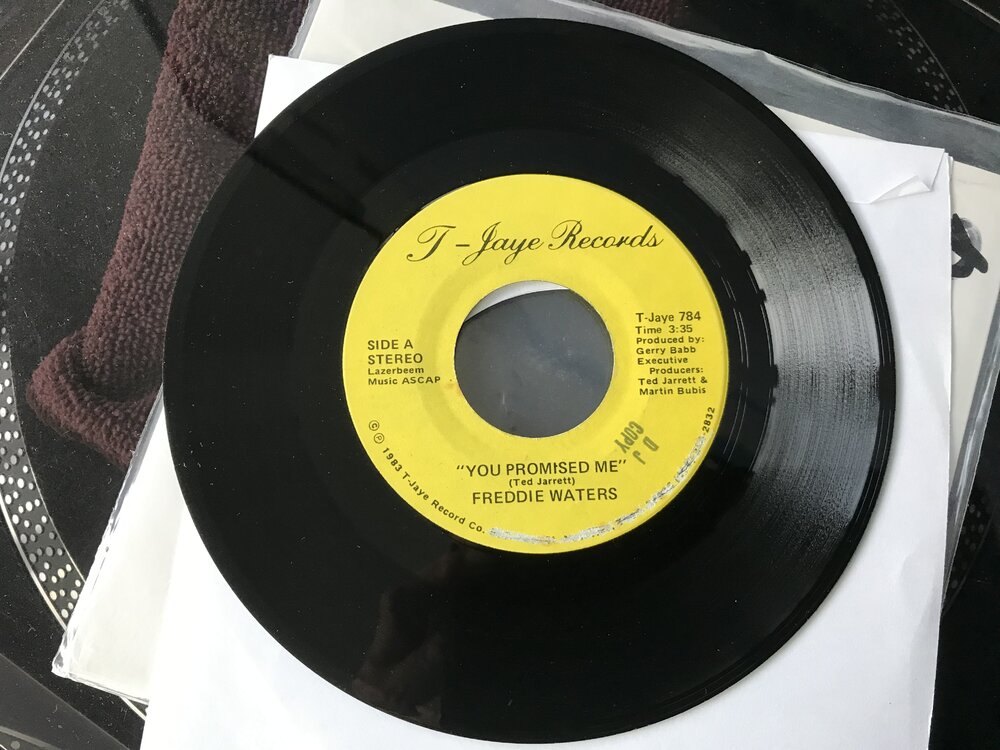 T-Jaye Records
SIDE A
STEREO
Lazerbeem
Music ASCAP
T-Jaye 784
Time 3:35
Produced by:
Gerry Babb
Executive
Producers:
Ted Jarrett &
Martin Bubis
D J
COPY
"YOU PROMISED ME"
(Ted Jarrett)
FREDDIE WATERS
© ℗ 1983 T-Jaye Record Co.
2832